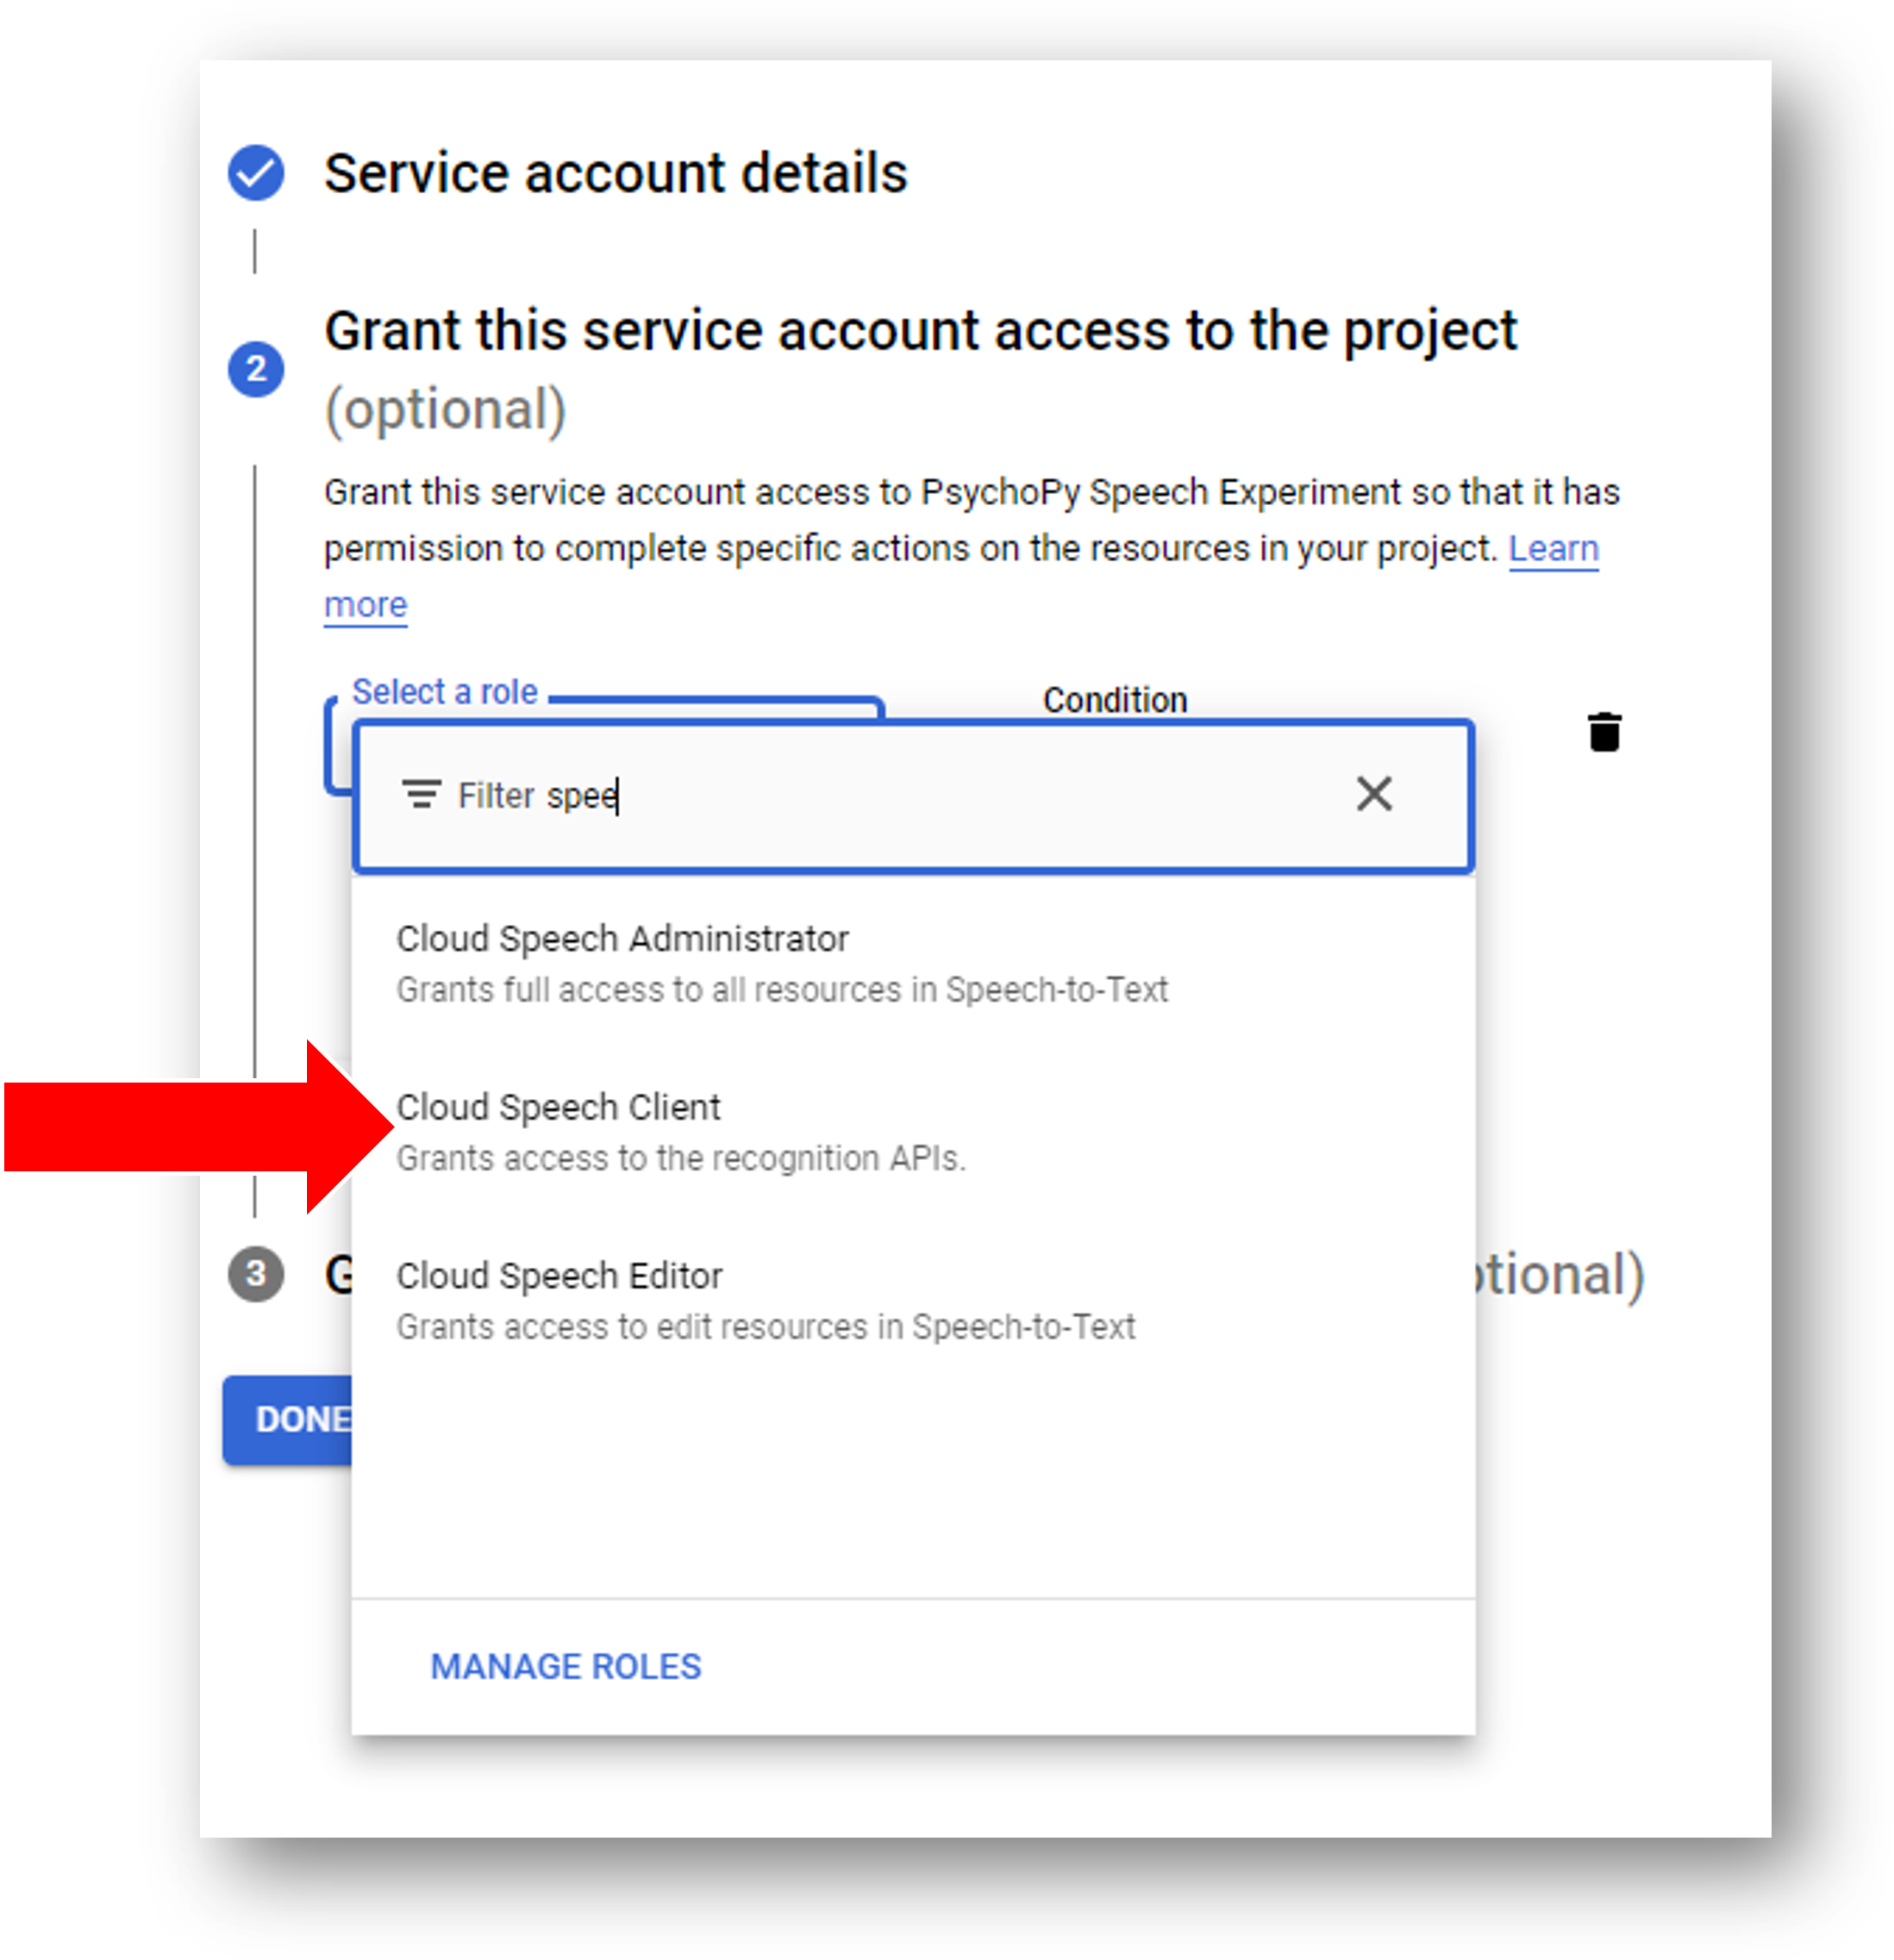 Service account details
2
Grant this service account access to the project
(optional)
Grant this service account access to PsychoPy Speech Experiment so that it has
permission to complete specific actions on the resources in your project. Learn
more
Select a role
Condition
Filter spee
Cloud Speech Administrator
Grants full access to all resources in Speech-to-Text
Cloud Speech Client
Grants access to the recognition APIs.
3
Cloud Speech Editor
Grants access to edit resources in Speech-to-Text
DONE
MANAGE ROLES